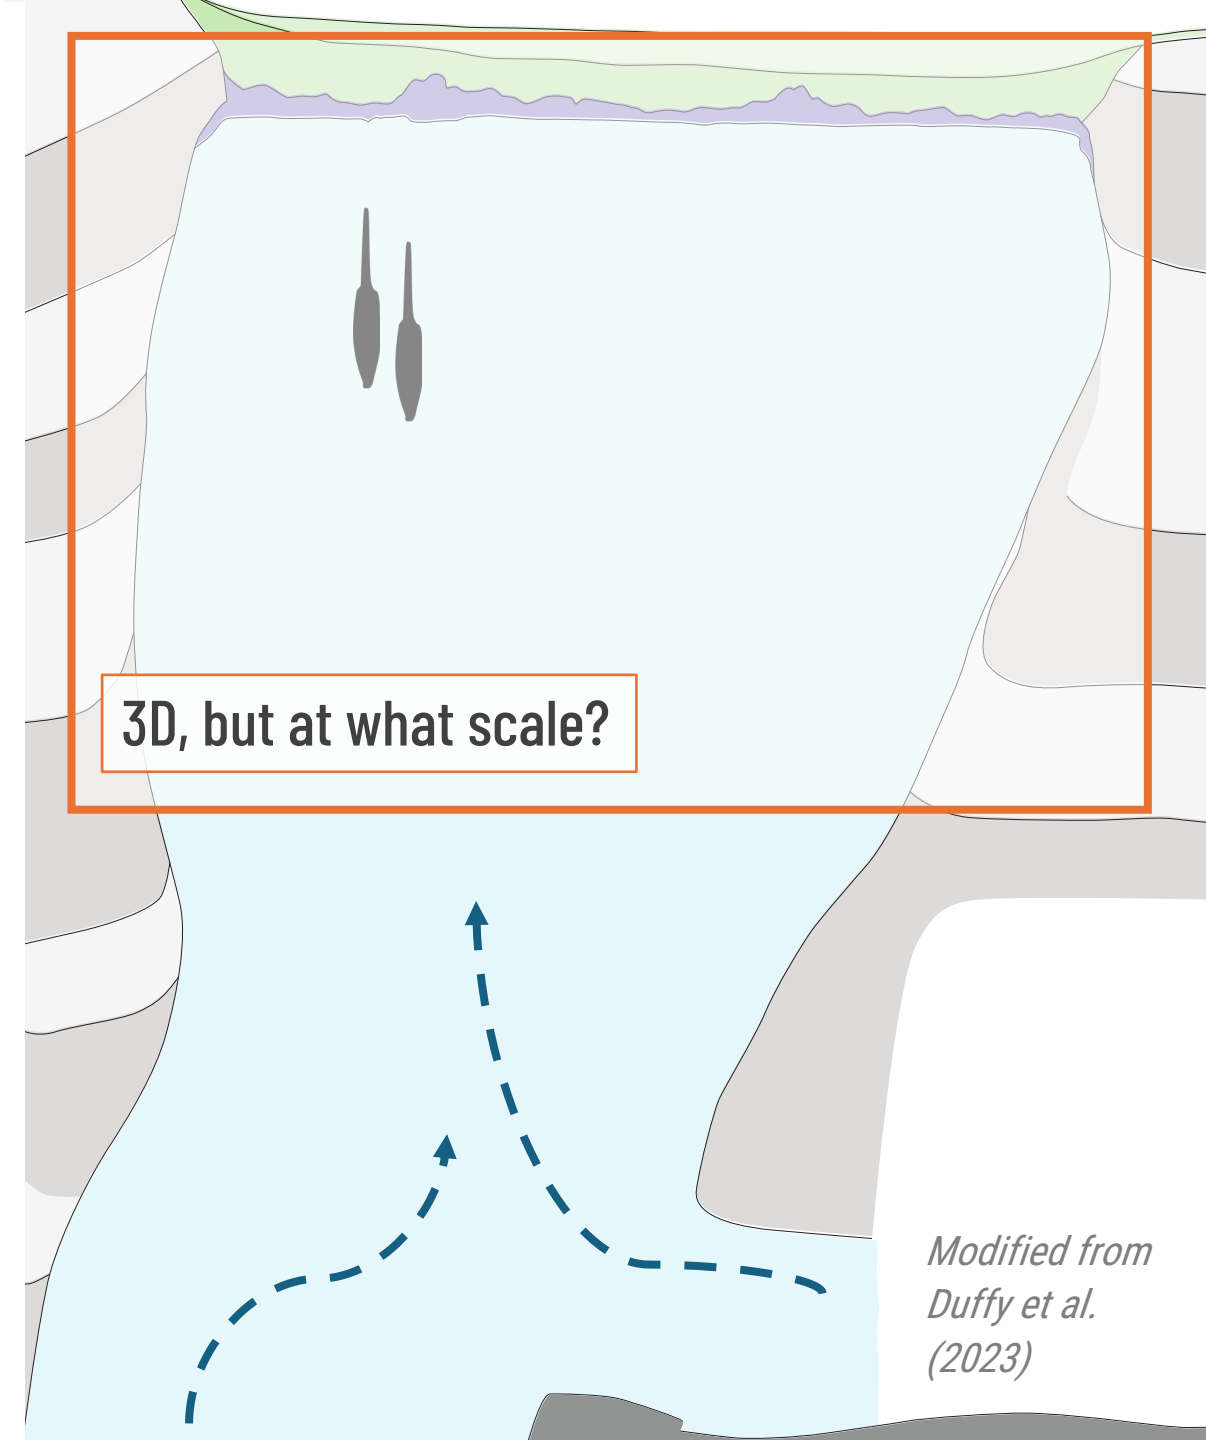 3D, but at what scale?
Modified from
Duffy et al.
(2023)